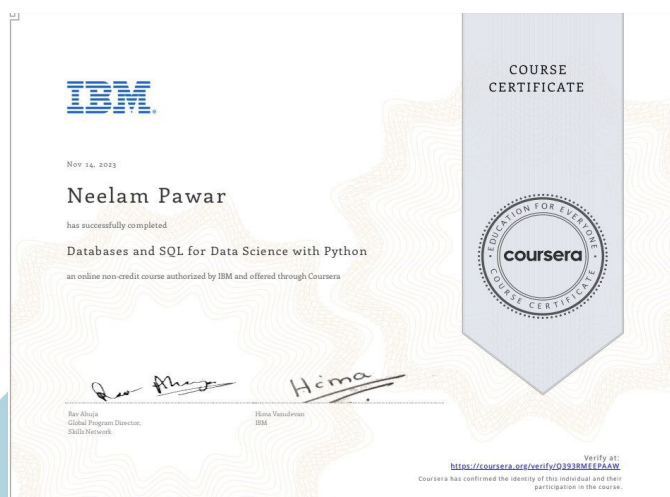 IBM.
COURSE
CERTIFICATE
Nov 14, 2023
Neelam Pawar
has successfully completed
Databases and SQL for Data Science with Python
an online non-credit course authorized by IBM and offered through Coursera
EDUCATION FOR EVERYONE
coursera
COURSE CERTIFICATE
Hima
Rav Ahuja
Global Program Director,
Skills Network
Hima Vasudevan
IBM
Verify at:
https://coursera.org/verify/Q393RMEEPAAW
Coursera has confirmed the identity of this individual and their
participation in the course.